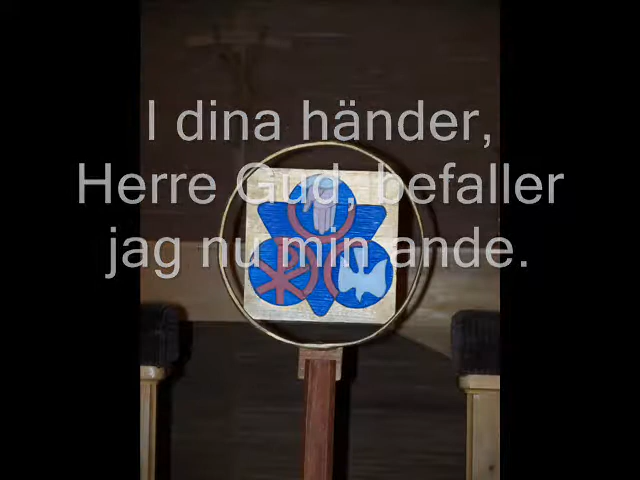 I dina händer,
Herre Gud, befaller
jag nu min ande.